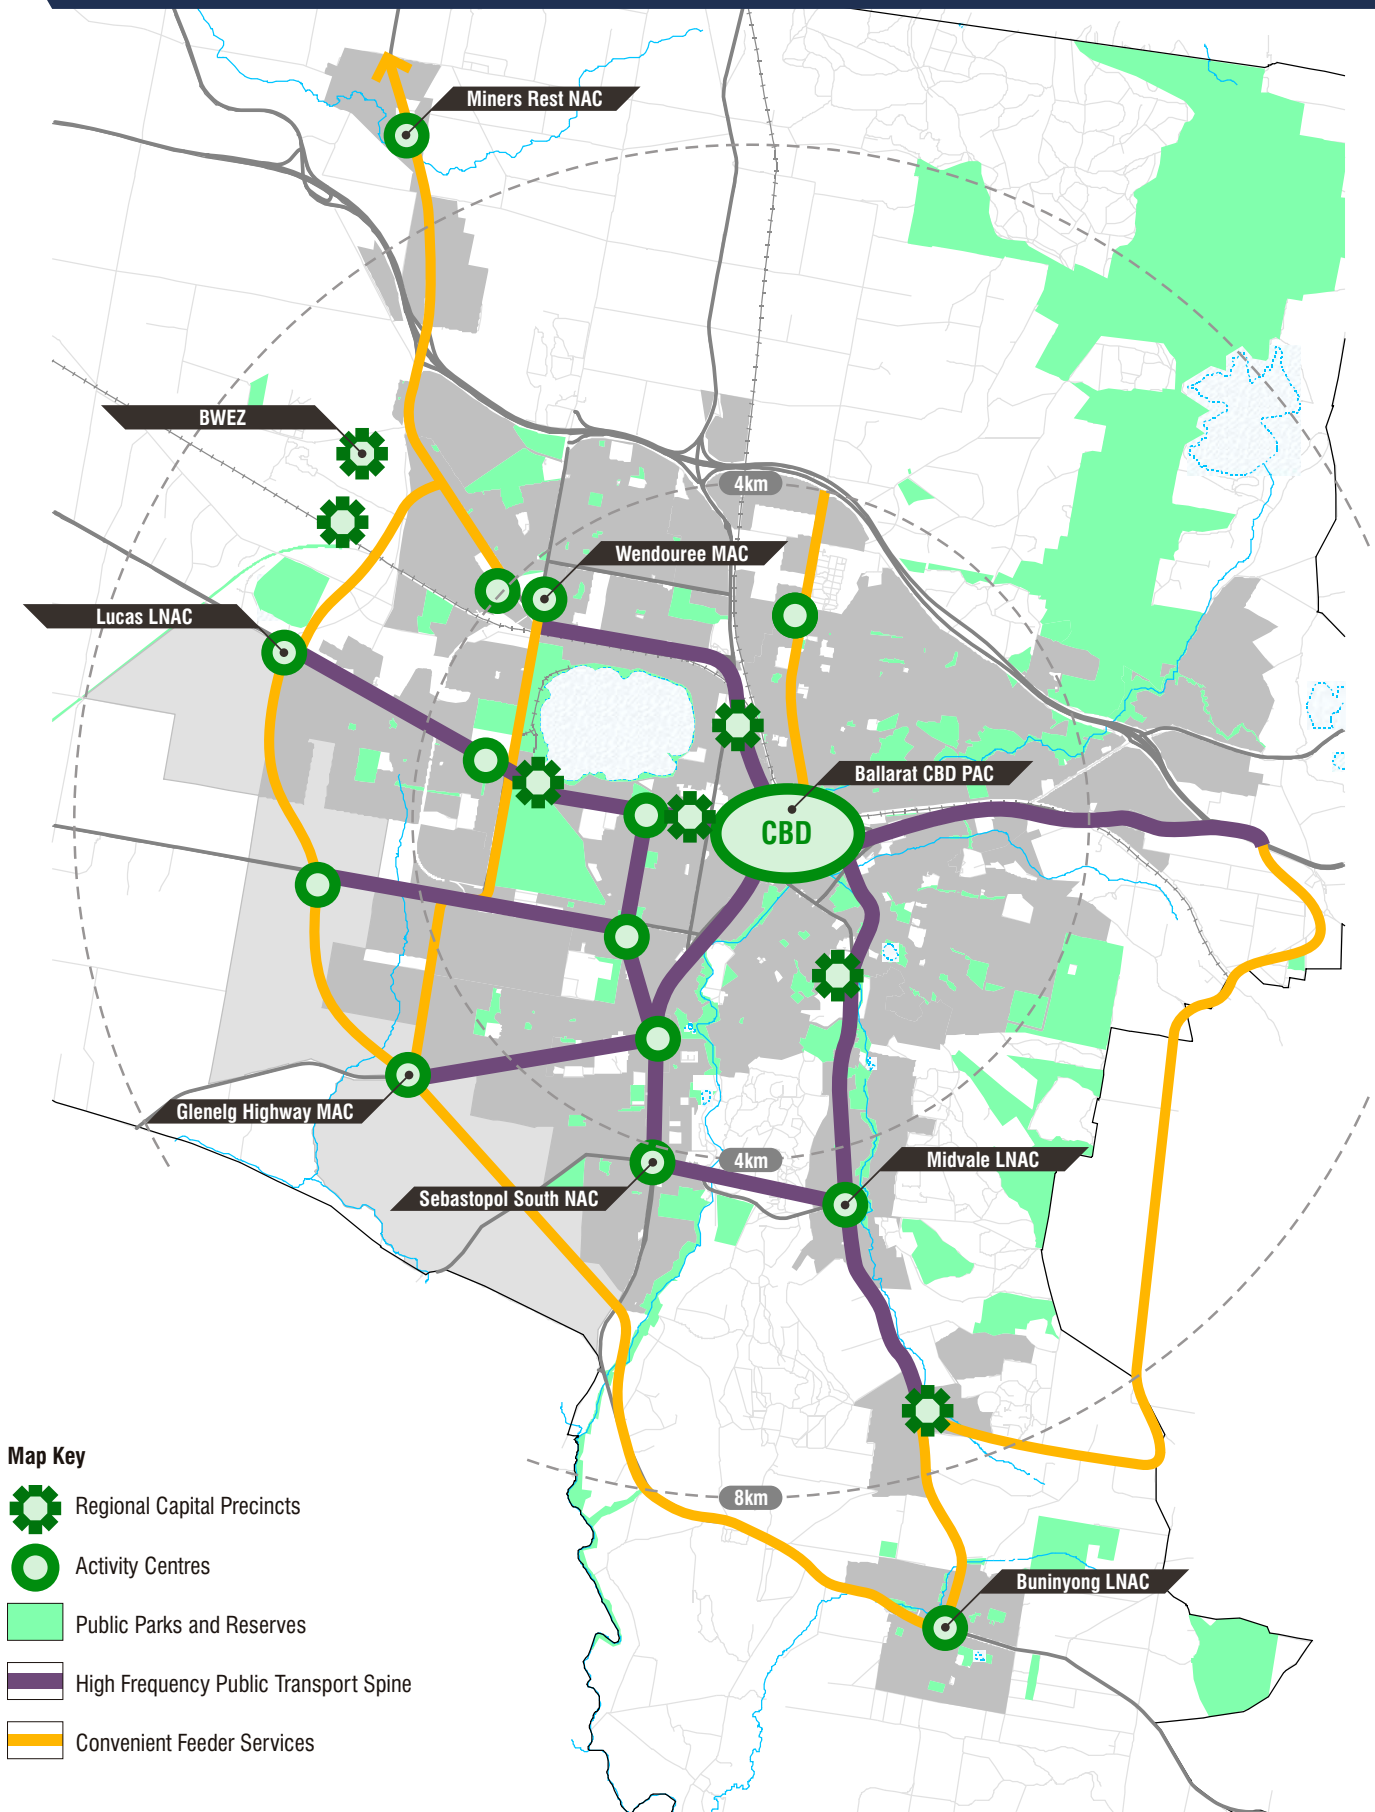 Miners Rest NAC
BWEZ
4km
Wendouree MAC
Lucas LNAC
Ballarat CBD PAC
CBD
Glenelg Highway MAC
4km
Midvale LNAC
Sebastopol South NAC
8km
Buninyong LNAC
Map Key
Regional Capital Precincts
Activity Centres
Public Parks and Reserves
High Frequency Public Transport Spine
Convenient Feeder Services